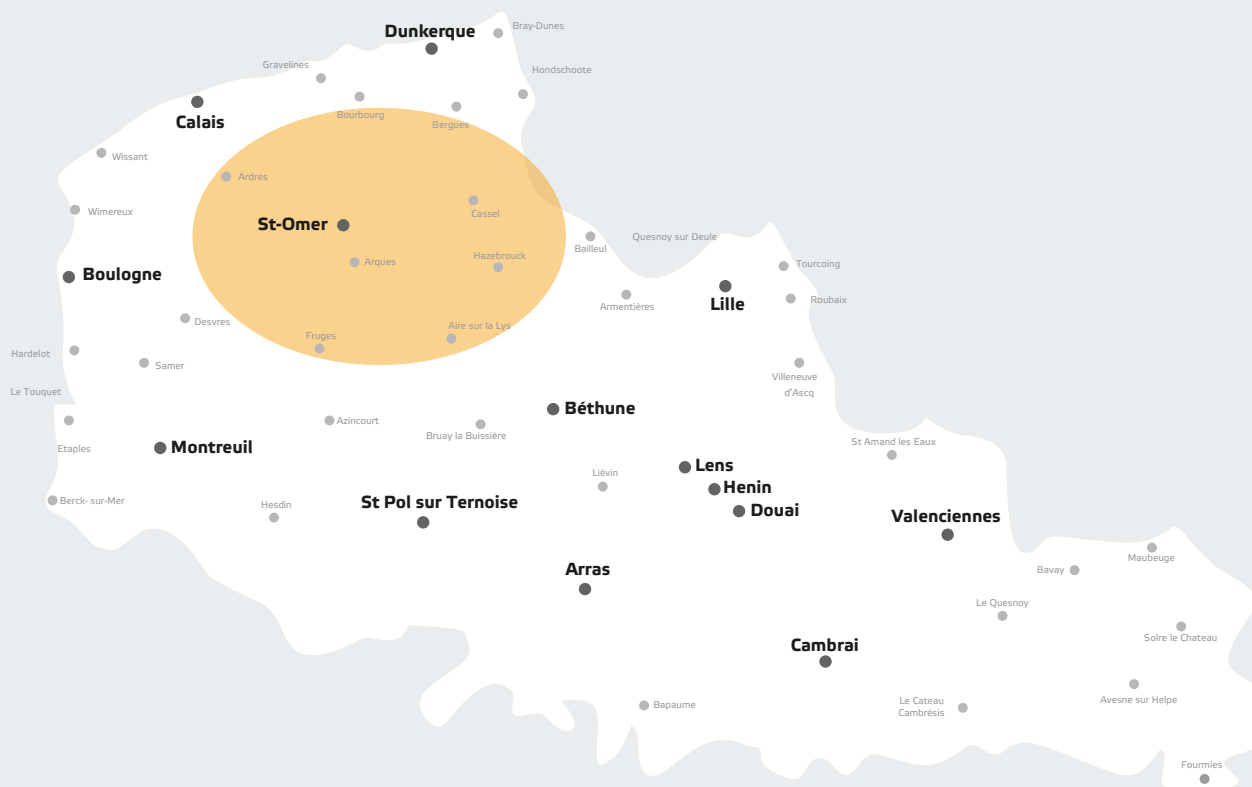 Dunkerque
Bray-Dunes
Gravelines
Hondschoote
Calais
Bourbourg
Bergues
Wissant
Ardres
Wimereux
Cassel
St-Omer
Bailleul
Quesnoy sur Deule
Arques
Hazebrouck
Tourcoing
Boulogne
Armentières
Lille
Roubaix
Desvres
Aire sur la Lys
Fruges
Hardelot
Samer
Villeneuve
d'Ascq
Le Touquet
Béthune
Azincourt
Bruay la Buissière
St Amand les Eaux
Etaples
Montreuil
Lens
Liévin
Henin
Berck- sur-Mer
Hesdin
St Pol sur Ternoise
Douai
Valenciennes
Maubeuge
Arras
Bavay
Le Quesnoy
Solre le Chateau
Cambrai
Bapaume
Le Cateau
Cambrésis
Avesne sur Helpe
Fourmies